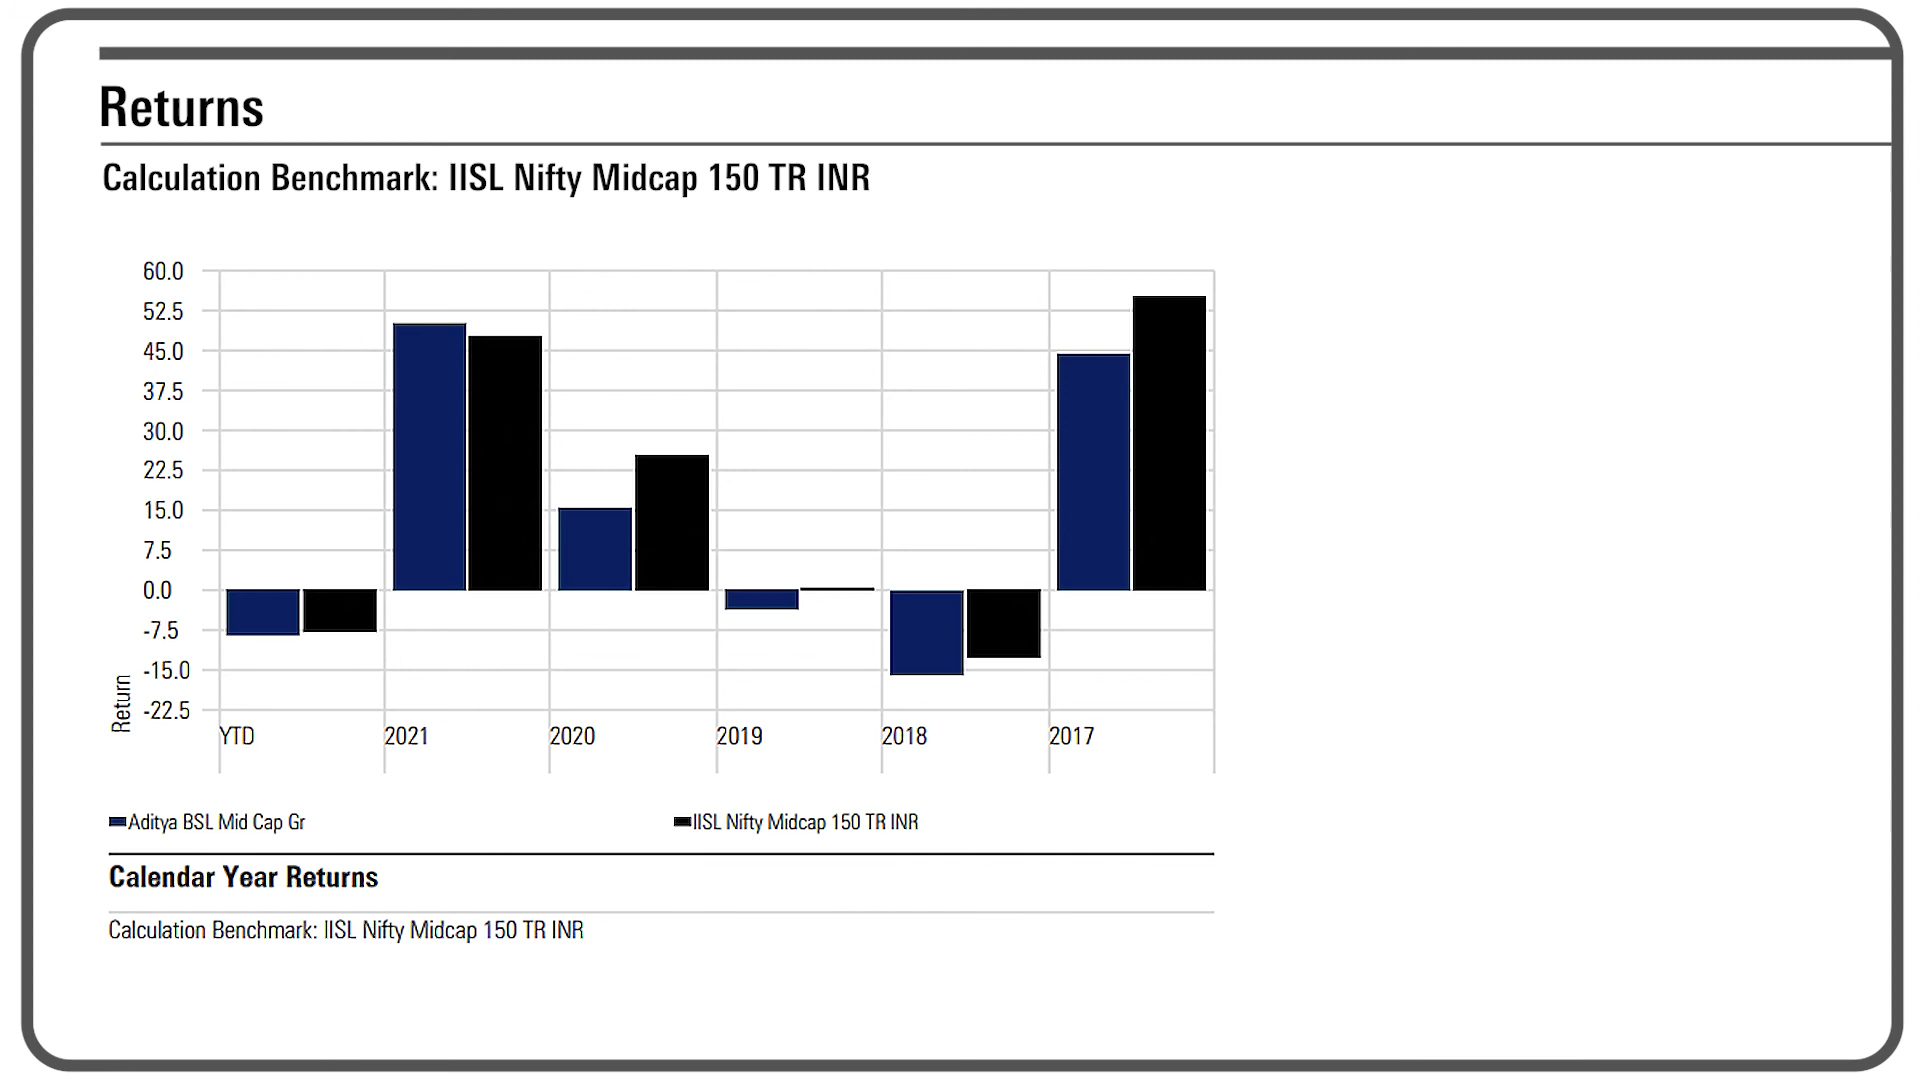 Returns
Calculation Benchmark: IISL Nifty Midcap 150 TR INR
60.0
52.5
45.0
37.5
30.0
22.5
15.0
7.5
0.0
-7.5
-15.0
-22.5
Return
YTD 2021 2020 2019 2018 2017
Aditya BSL Mid Cap Gr IISL Nifty Midcap 150 TR INR
Calendar Year Returns
Calculation Benchmark: IISL Nifty Midcap 150 TR INR